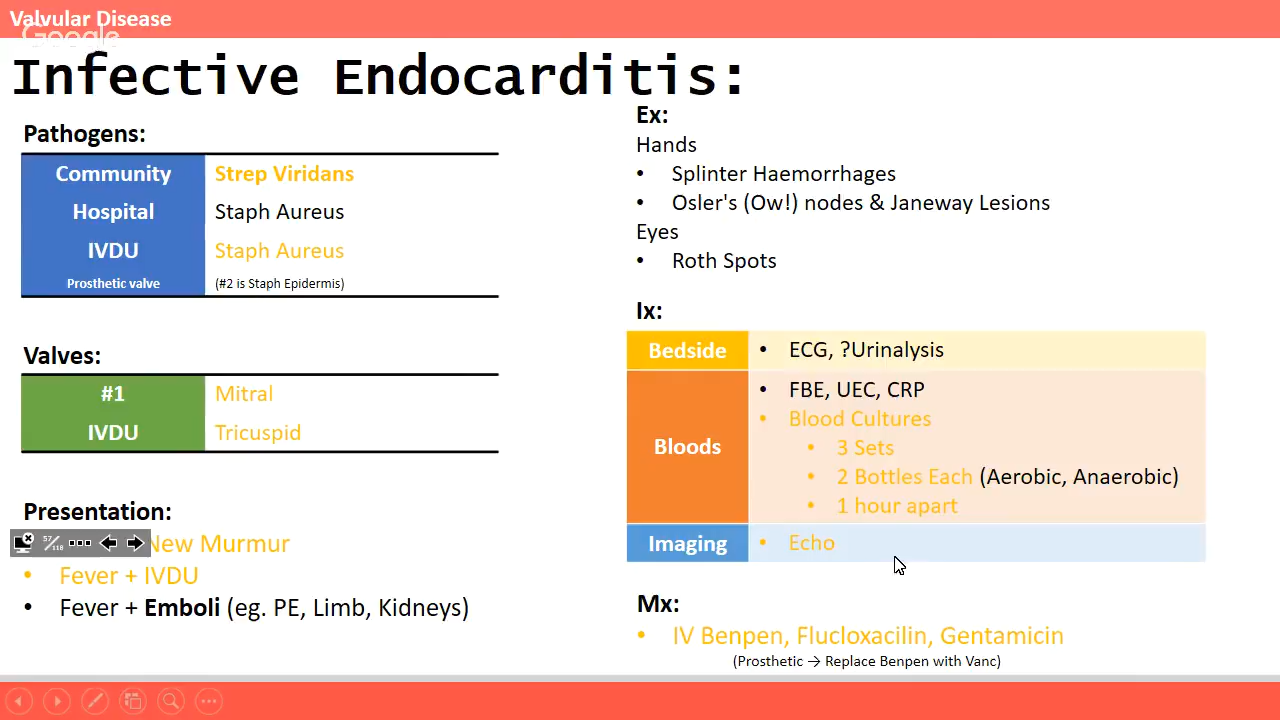 Valvular Disease
Google
Infective Endocarditis:
Pathogens:
Community Strep Viridans
Hospital Staph Aureus
IVDU Staph Aureus
Prosthetic valve (#2 is Staph Epidermis)
Valves:
#1 Mitral
IVDU Tricuspid
Presentation:
57/118
New Murmur
• Fever + IVDU
• Fever + Emboli (eg. PE, Limb, Kidneys)
Ex:
Hands
• Splinter Haemorrhages
• Osler's (Ow!) nodes & Janeway Lesions
Eyes
• Roth Spots
Ix:
Bedside • ECG, ?Urinalysis
Bloods
• FBE, UEC, CRP
• Blood Cultures
• 3 Sets
• 2 Bottles Each (Aerobic, Anaerobic)
• 1 hour apart
Imaging • Echo
Mx:
• IV Benpen, Flucloxacilin, Gentamicin
(Prosthetic → Replace Benpen with Vanc)